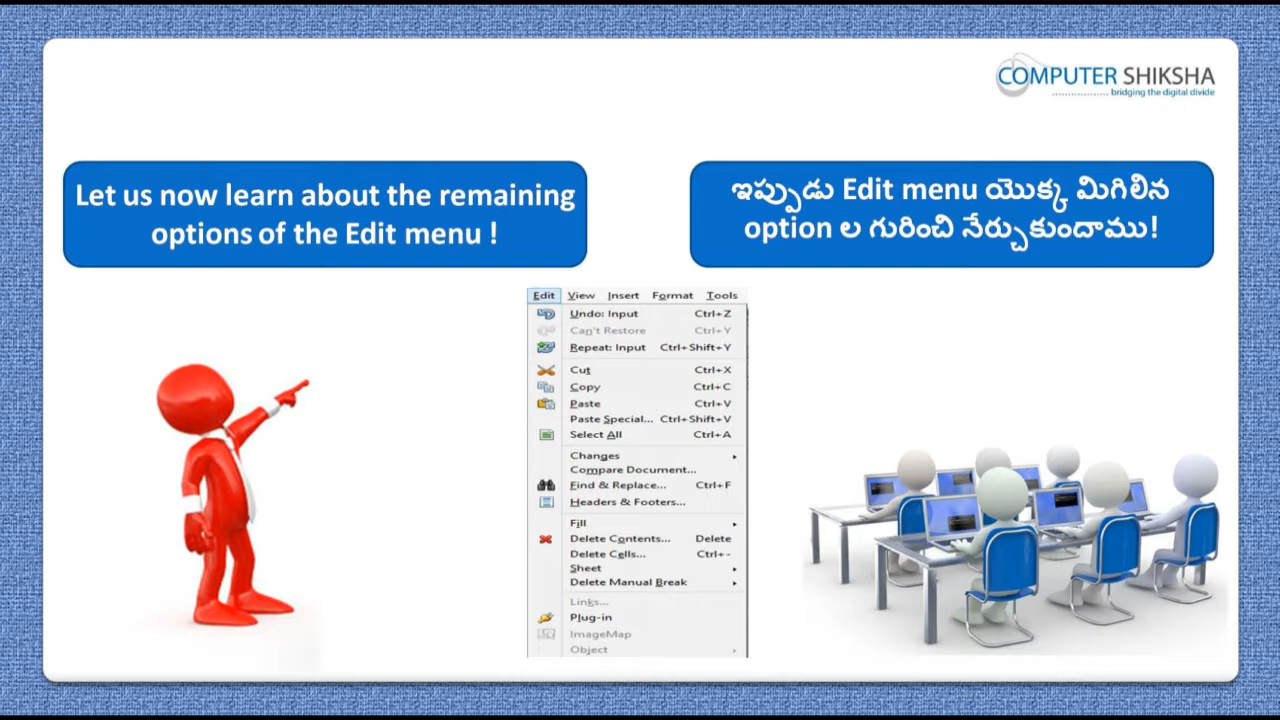 COMPUTER SHIKSHA
bridging the digital divide
Let us now learn about the remaining
options of the Edit menu !
ఇప్పుడు Edit menu యొక్క మిగిలిన
option ల గురించి నేర్చుకుందాము!
Edit View Insert Format Tools
Undo: Input Ctrl+Z
Can't Restore Ctrl+Y
Repeat: Input Ctrl+Shift+Y
Cut Ctrl+X
Copy Ctrl+C
Paste Ctrl+V
Paste Special... Ctrl+Shift+V
Select All Ctrl+A
Changes
Compare Document...
Find & Replace... Ctrl+F
Headers & Footers...
Fill
Delete Contents... Delete
Delete Cells... Ctrl+-
Sheet
Delete Manual Break
Links...
Plug-in
ImageMap
Object